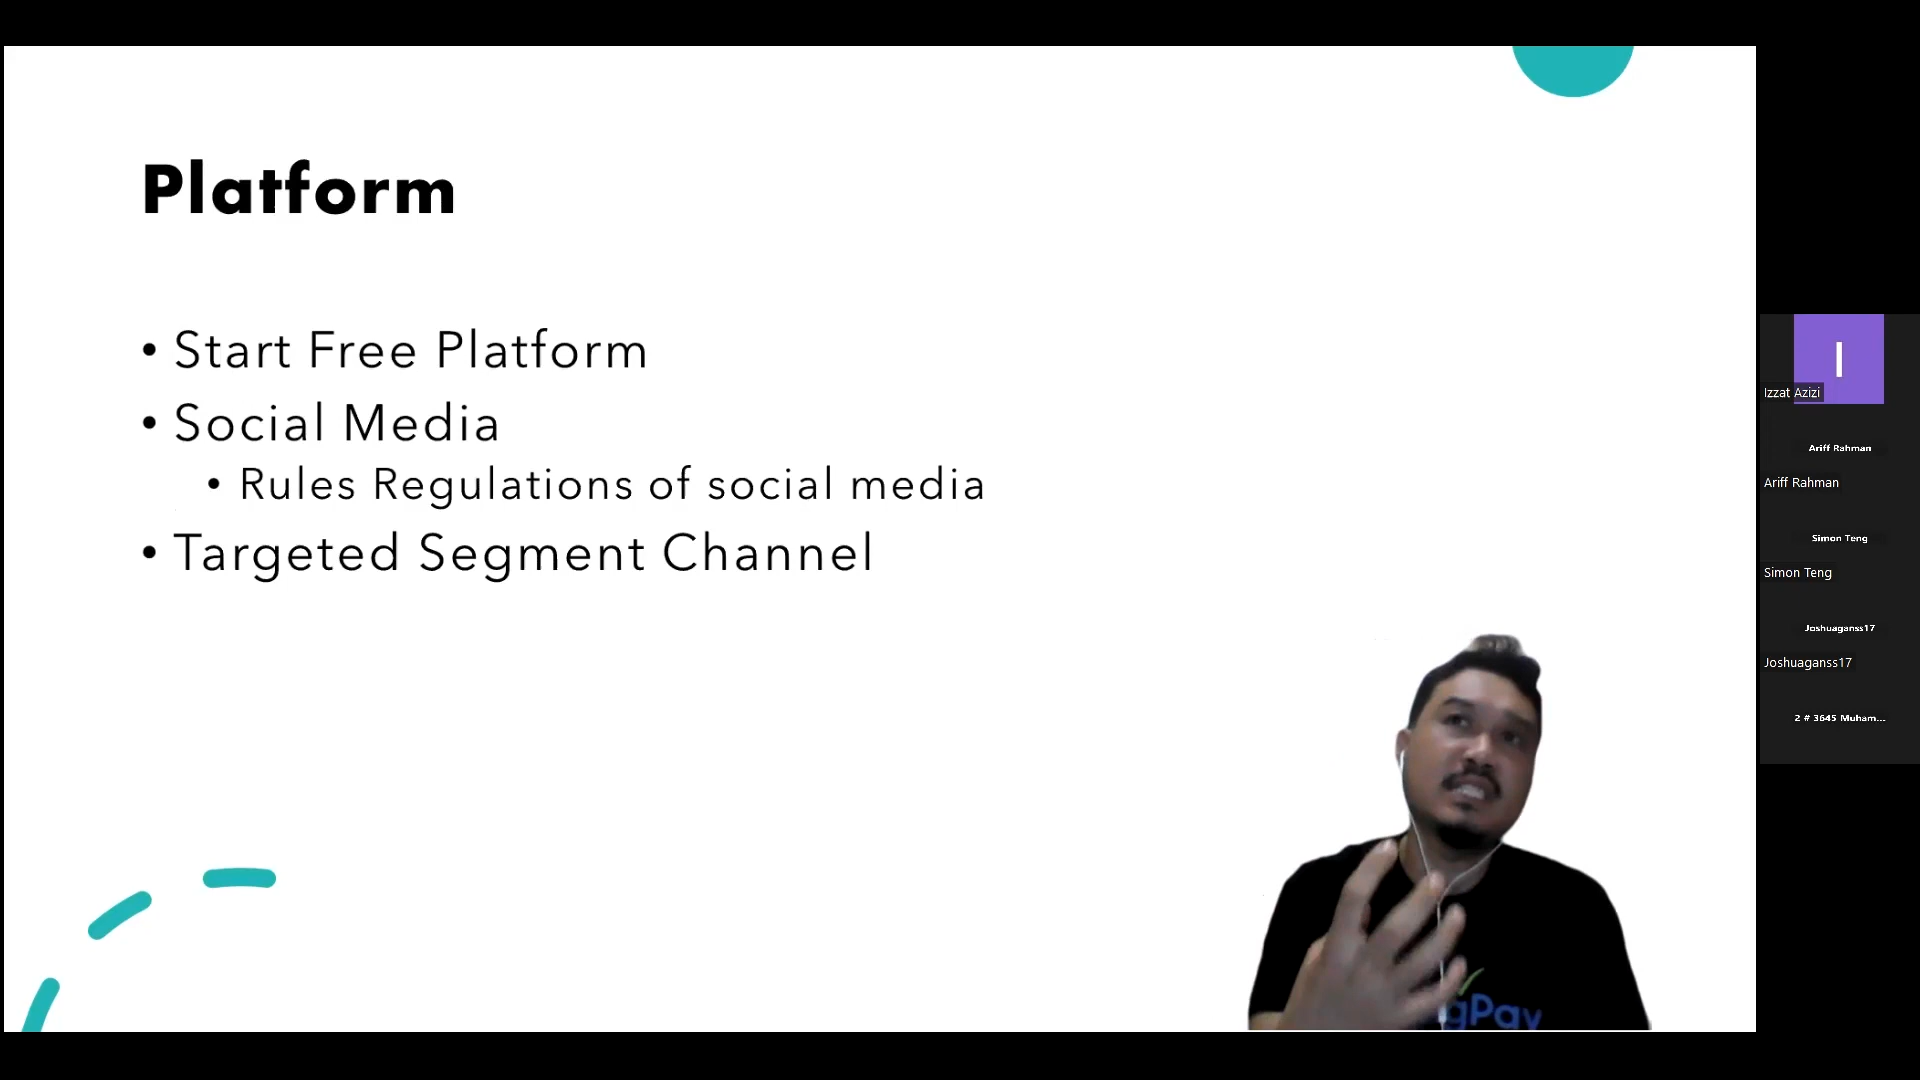 Platform
• Start Free Platform
• Social Media
• Rules Regulations of social media
• Targeted Segment Channel
gPay
I
Izzat Azizi
Ariff Rahman
Ariff Rahman
Simon Teng
Simon Teng
Joshuaganss17
Joshuaganss17
2 # 3645 Muham...